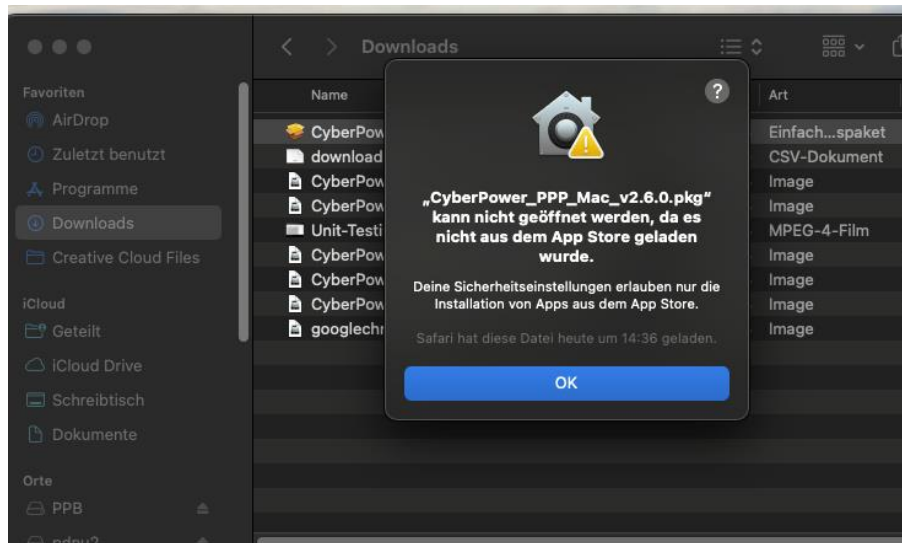 Downloads
Favoriten
AirDrop
Zuletzt benutzt
Programme
Downloads
Creative Cloud Files
iCloud
Geteilt
iCloud Drive
Schreibtisch
Dokumente
Orte
PPB
Name
Art
CyberPow
Einfach...spaket
download
CSV-Dokument
CyberPow
Image
CyberPow
Image
Unit-Testi
MPEG-4-Film
CyberPow
Image
CyberPow
Image
CyberPow
Image
googlechr
Image
?
„CyberPower_PPP_Mac_v2.6.0.pkg“
kann nicht geöffnet werden, da es
nicht aus dem App Store geladen
wurde.
Deine Sicherheitseinstellungen erlauben nur die
Installation von Apps aus dem App Store.
Safari hat diese Datei heute um 14:36 geladen.
OK